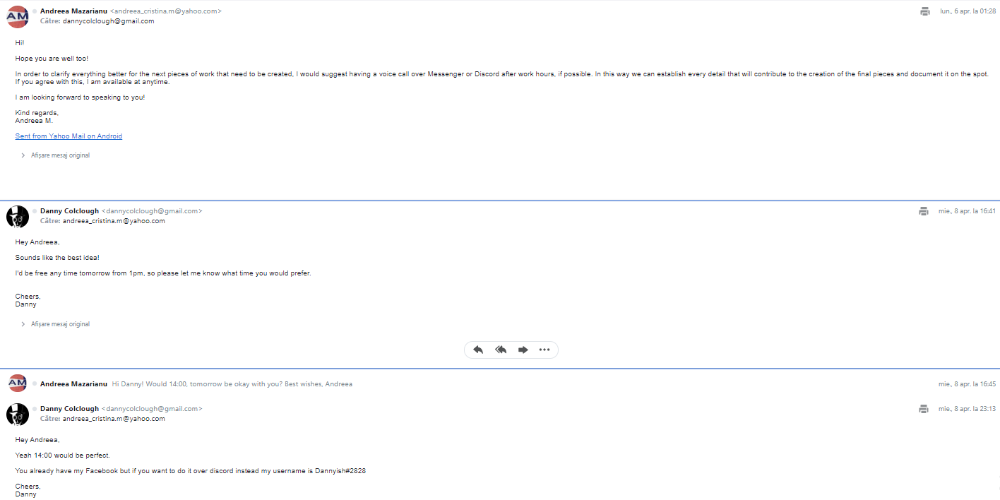 AM
Andreea Mazarianu <andreea_cristina.m@yahoo.com>
lun., 6 apr. la 01:28
Către: dannycolclough@gmail.com
Hi!
Hope you are well too!
In order to clarify everything better for the next pieces of work that need to be created, I would suggest having a voice call over Messenger or Discord after work hours, if possible. In this way we can establish every detail that will contribute to the creation of the final pieces and document it on the spot.
If you agree with this, I am available at anytime.
I am looking forward to speaking to you!
Kind regards,
Andreea M.
Sent from Yahoo Mail on Android
Afișare mesaj original
Danny Colclough <dannycolclough@gmail.com>
mie., 8 apr. la 16:41
Către: andreea_cristina.m@yahoo.com
Hey Andreea,
Sounds like the best idea!
I'd be free any time tomorrow from 1pm, so please let me know what time you would prefer.
Cheers,
Danny
Afișare mesaj original
AM
Andreea Mazarianu Hi Danny! Would 14:00, tomorrow be okay with you? Best wishes, Andreea
mie., 8 apr. la 16:45
Danny Colclough <dannycolclough@gmail.com>
mie., 8 apr. la 23:13
Către: andreea_cristina.m@yahoo.com
Hey Andreea,
Yeah 14:00 would be perfect.
You already have my Facebook but if you want to do it over discord instead my username is Dannyish#2828
Cheers,
Danny